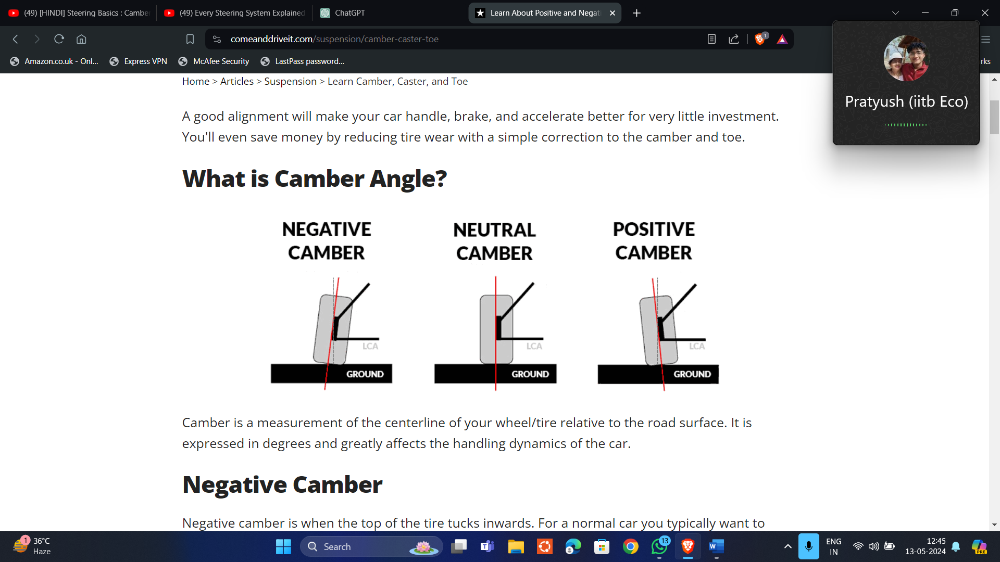 (49) [HINDI] Steering Basics : Camber
(49) Every Steering System Explained
ChatGPT
Learn About Positive and Negati
comeanddriveit.com/suspension/camber-caster-toe
1
Amazon.co.uk - Onl...
Express VPN
McAfee Security
LastPass password...
rks
Pratyush (iitb Eco)
Home > Articles > Suspension > Learn Camber, Caster, and Toe
A good alignment will make your car handle, brake, and accelerate better for very little investment.
You'll even save money by reducing tire wear with a simple correction to the camber and toe.
What is Camber Angle?
NEGATIVE
CAMBER
LCA
GROUND
NEUTRAL
CAMBER
LCA
GROUND
POSITIVE
CAMBER
LCA
GROUND
Camber is a measurement of the centerline of your wheel/tire relative to the road surface. It is
expressed in degrees and greatly affects the handling dynamics of the car.
Negative Camber
Negative camber is when the top of the tire tucks inwards. For a normal car you typically want to
1
36°C
Haze
Search
13
ENG
IN
12:45
13-05-2024
PRE